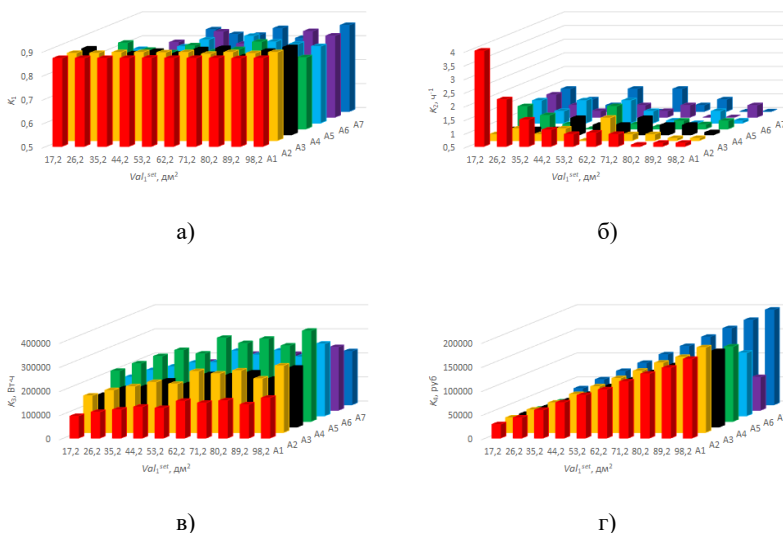 0,9
0,8
0,7
0,6
0,5
K₁
17,2 26,2 35,2 44,2 53,2 62,2 71,2 80,2 89,2 98,2 A1 A2 A3 A4 A5 A6 A7
Val₁ˢᵉᵗ, дм²
а)
4
3,5
3
2,5
2
1,5
1
0,5
K₂, ч⁻¹
17,2 26,2 35,2 44,2 53,2 62,2 71,2 80,2 89,2 98,2 A1 A2 A3 A4 A5 A6 A7
Val₁ˢᵉᵗ, дм²
б)
400000
300000
200000
100000
0
K₃, Вт·ч
17,2 26,2 35,2 44,2 53,2 62,2 71,2 80,2 89,2 98,2 A1 A2 A3 A4 A5 A6 A7
Val₁ˢᵉᵗ, дм²
в)
200000
150000
100000
50000
0
K₄, руб
17,2 26,2 35,2 44,2 53,2 62,2 71,2 80,2 89,2 98,2 A1 A2 A3 A4 A5 A6 A7
Val₁ˢᵉᵗ, дм²
г)